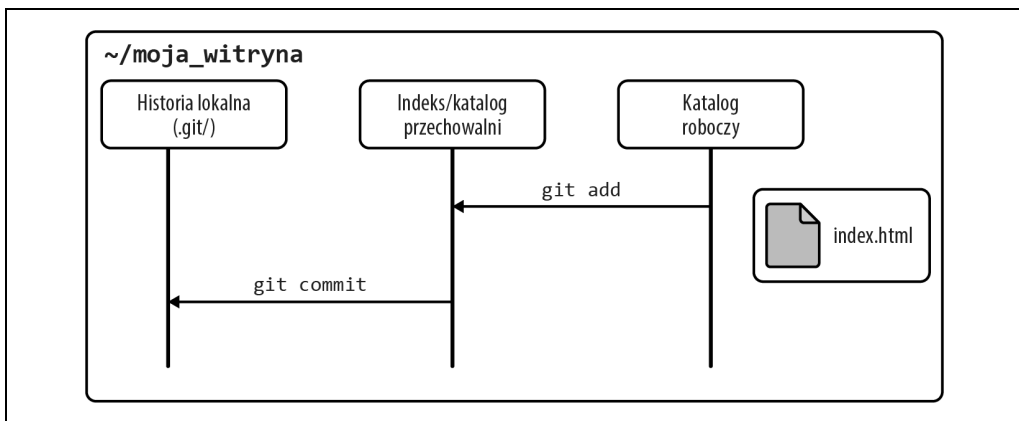 ~/moja_witryna
Historia lokalna
(.git/)
Indeks/katalog
przechowalni
Katalog
roboczy
git add
index.html
git commit